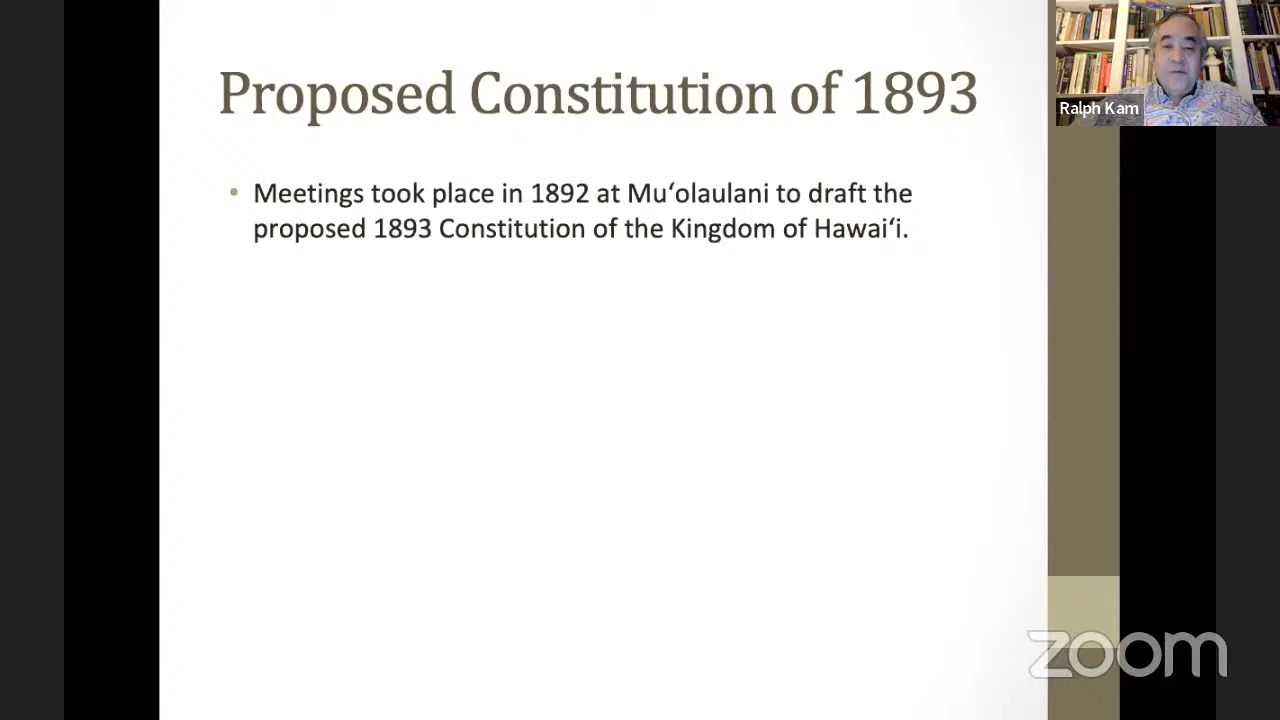 Proposed Constitution of 1893
Ralph Kam
• Meetings took place in 1892 at Muʻolaulani to draft the
proposed 1893 Constitution of the Kingdom of Hawaiʻi.
zoom